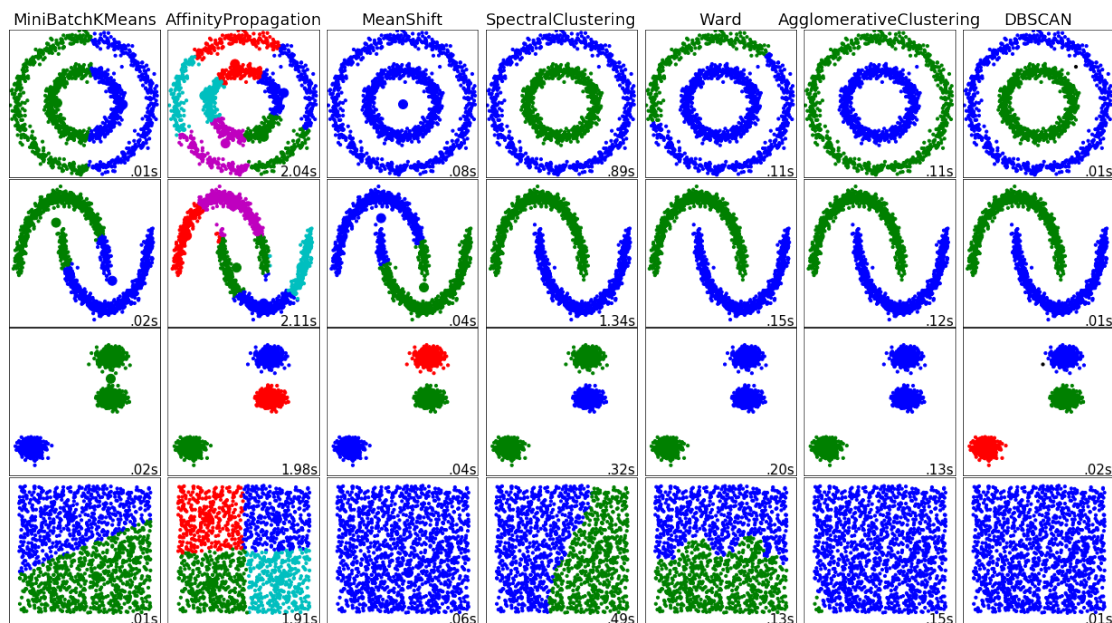 MiniBatchKMeans AffinityPropagation MeanShift SpectralClustering Ward AgglomerativeClustering DBSCAN
.01s 2.04s .08s .89s .11s .11s .01s
.02s 2.11s .04s 1.34s .15s .12s .01s
.02s 1.98s .04s .32s .20s .13s .02s
.01s 1.91s .06s .49s .13s .15s .01s